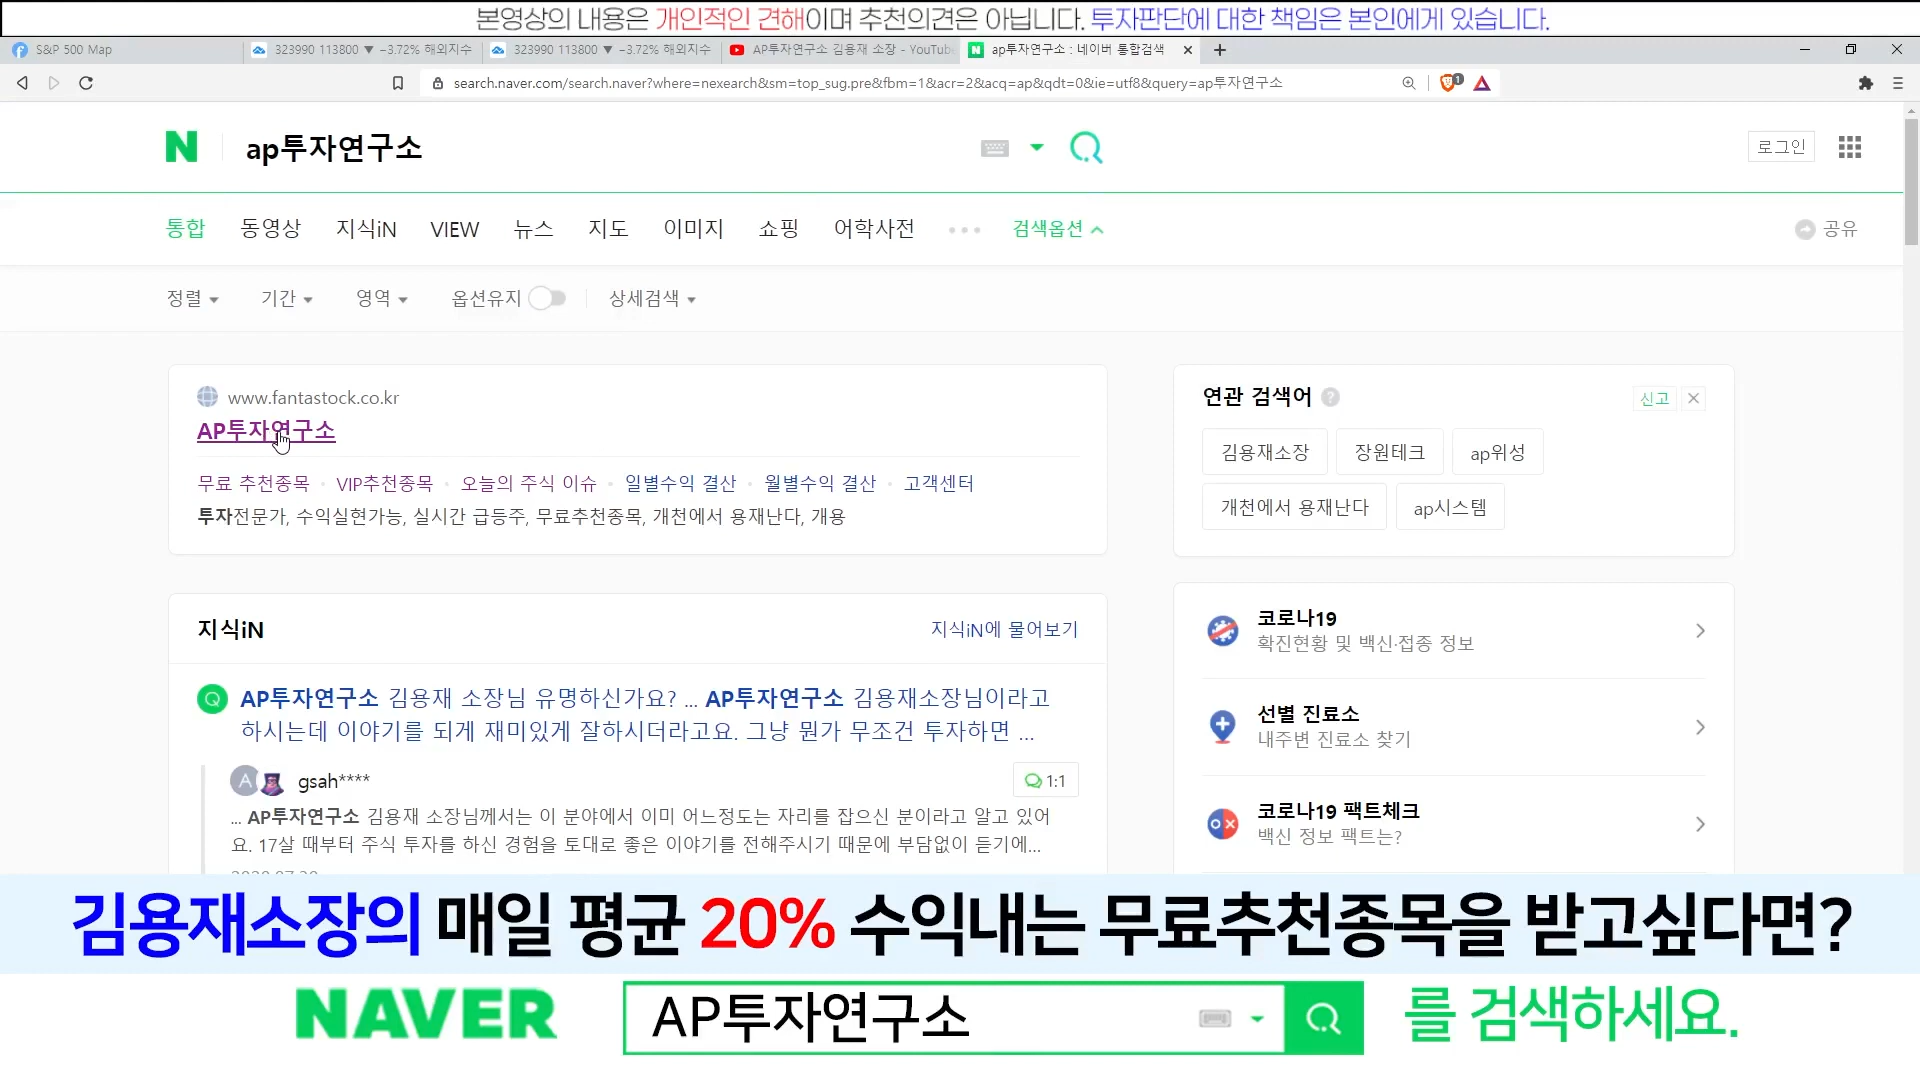 본영상의 내용은 개인적인 견해이며 추천의견은 아닙니다. 투자판단에 대한 책임은 본인에게 있습니다.
S&P 500 Map
323990 113800 ▼ −3.72% 해외지수
323990 113800 ▼ −3.72% 해외지수
AP투자연구소 김용재 소장 - YouTub
ap투자연구소 : 네이버 통합검색
search.naver.com/search.naver?where=nexearch&sm=top_sug.pre&fbm=1&acr=2&acq=ap&qdt=0&ie=utf8&query=ap투자연구소
1
N
ap투자연구소
로그인
통합 동영상 지식iN VIEW 뉴스 지도 이미지 쇼핑 어학사전 ••• 검색옵션
공유
정렬 기간 영역 옵션유지 상세검색
www.fantastock.co.kr
AP투자연구소
무료 추천종목 · VIP추천종목 · 오늘의 주식 이슈 · 일별수익 결산 · 월별수익 결산 · 고객센터
투자전문가, 수익실현가능, 실시간 급등주, 무료추천종목, 개천에서 용재난다, 개용
연관 검색어 ?
신고
김용재소장 장원테크 ap위성
개천에서 용재난다 ap시스템
지식iN
지식iN에 물어보기
AP투자연구소 김용재 소장님 유명하신가요? ... AP투자연구소 김용재소장님이라고
하시는데 이야기를 되게 재미있게 잘하시더라고요. 그냥 뭔가 무조건 투자하면 ...
A gsah****
1:1
... AP투자연구소 김용재 소장님께서는 이 분야에서 이미 어느정도는 자리를 잡으신 분이라고 알고 있어
요. 17살 때부터 주식 투자를 하신 경험을 토대로 좋은 이야기를 전해주시기 때문에 부담없이 듣기에...
코로나19
확진현황 및 백신·접종 정보
선별 진료소
내주변 진료소 찾기
코로나19 팩트체크
백신 정보 팩트는?
김용재소장의 매일 평균 20% 수익내는 무료추천종목을 받고싶다면?
NAVER AP투자연구소 를 검색하세요.